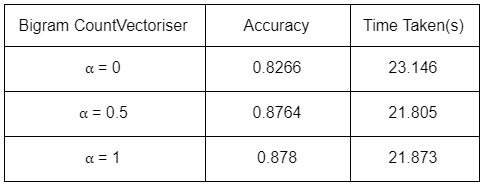 Bigram CountVectoriser Accuracy Time Taken(s)
α = 0 0.8266 23.146
α = 0.5 0.8764 21.805
α = 1 0.878 21.873